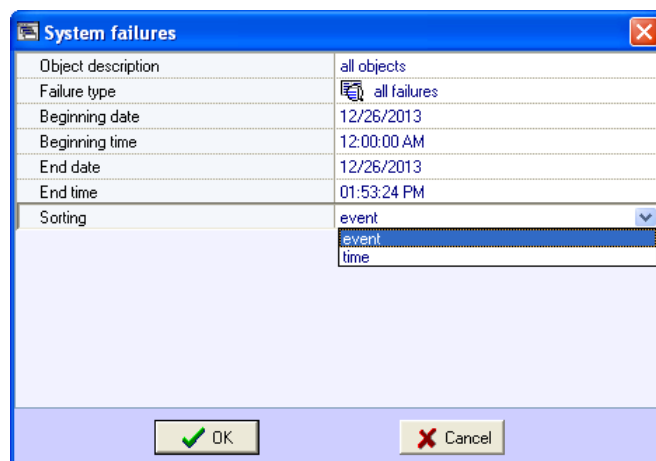 System failures
Object description all objects
Failure type all failures
Beginning date 12/26/2013
Beginning time 12:00:00 AM
End date 12/26/2013
End time 01:53:24 PM
Sorting event
event
time
OK Cancel